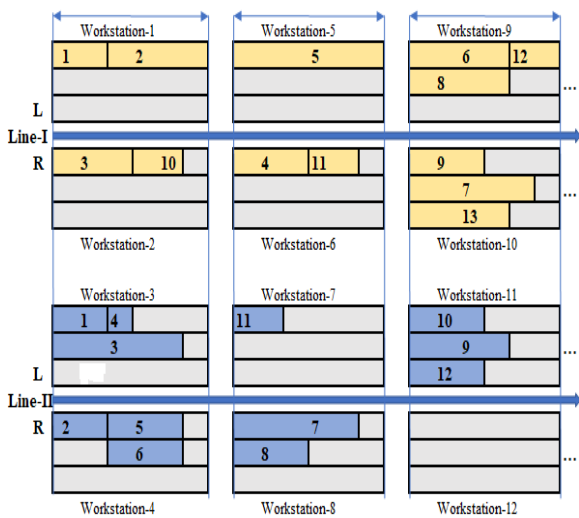 Workstation-1 Workstation-5 Workstation-9
1 2 5 6 12
8 ...
L
Line-I
R 3 10 4 11 9
7 ...
13
Workstation-2 Workstation-6 Workstation-10
Workstation-3 Workstation-7 Workstation-11
1 4 11 10
3 9 ...
L 12
Line-II
R 2 5 7
6 8 ...
Workstation-4 Workstation-8 Workstation-12